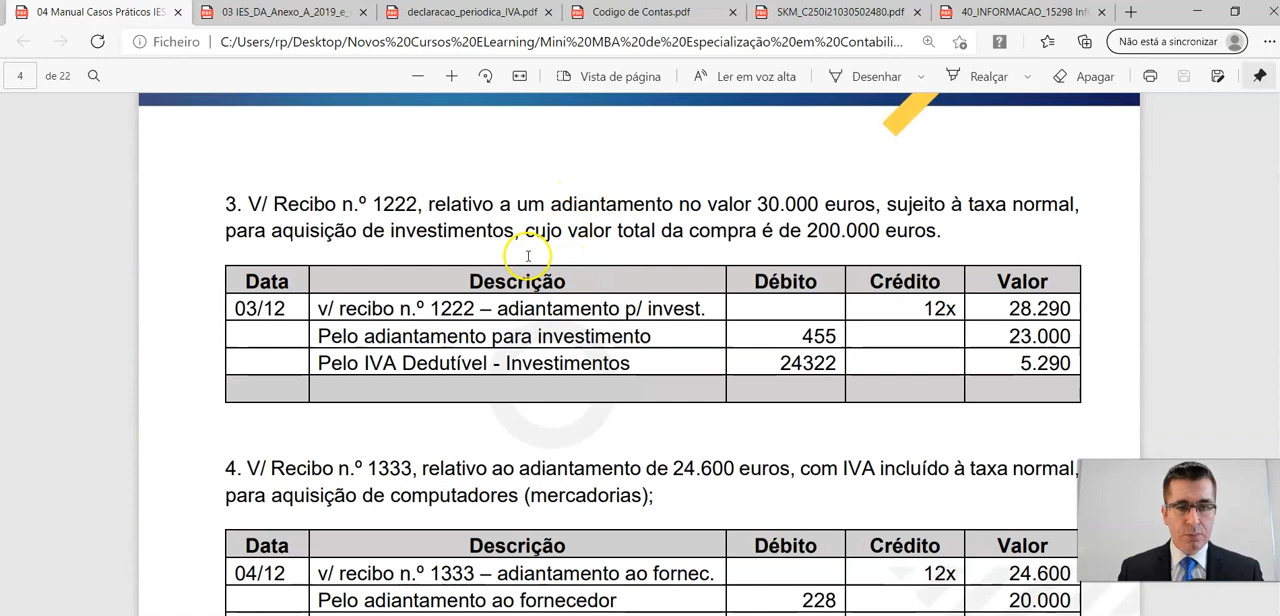 04 Manual Casos Práticos IES
03 IES_DA_Anexo_A_2019_e_
declaracao_periodica_IVA.pdf
Codigo de Contas.pdf
SKM_C250i21030502480.pdf
40_INFORMACAO_15298
Ficheiro
C:/Users/rp/Desktop/Novos%20Cursos%20ELearning/Mini%20MBA%20de%20Especialização%20em%20Contabili...
Não está a sincronizar
4 de 22
Vista de página
Ler em voz alta
Desenhar
Realçar
Apagar
3. V/ Recibo n.º 1222, relativo a um adiantamento no valor 30.000 euros, sujeito à taxa normal,
para aquisição de investimentos, cujo valor total da compra é de 200.000 euros.
Data Descrição Débito Crédito Valor
03/12 v/ recibo n.º 1222 – adiantamento p/ invest. 12x 28.290
Pelo adiantamento para investimento 455 23.000
Pelo IVA Dedutível - Investimentos 24322 5.290
4. V/ Recibo n.º 1333, relativo ao adiantamento de 24.600 euros, com IVA incluído à taxa normal,
para aquisição de computadores (mercadorias);
Data Descrição Débito Crédito Valor
04/12 v/ recibo n.º 1333 – adiantamento ao fornec. 12x 24.600
Pelo adiantamento ao fornecedor 228 20.000